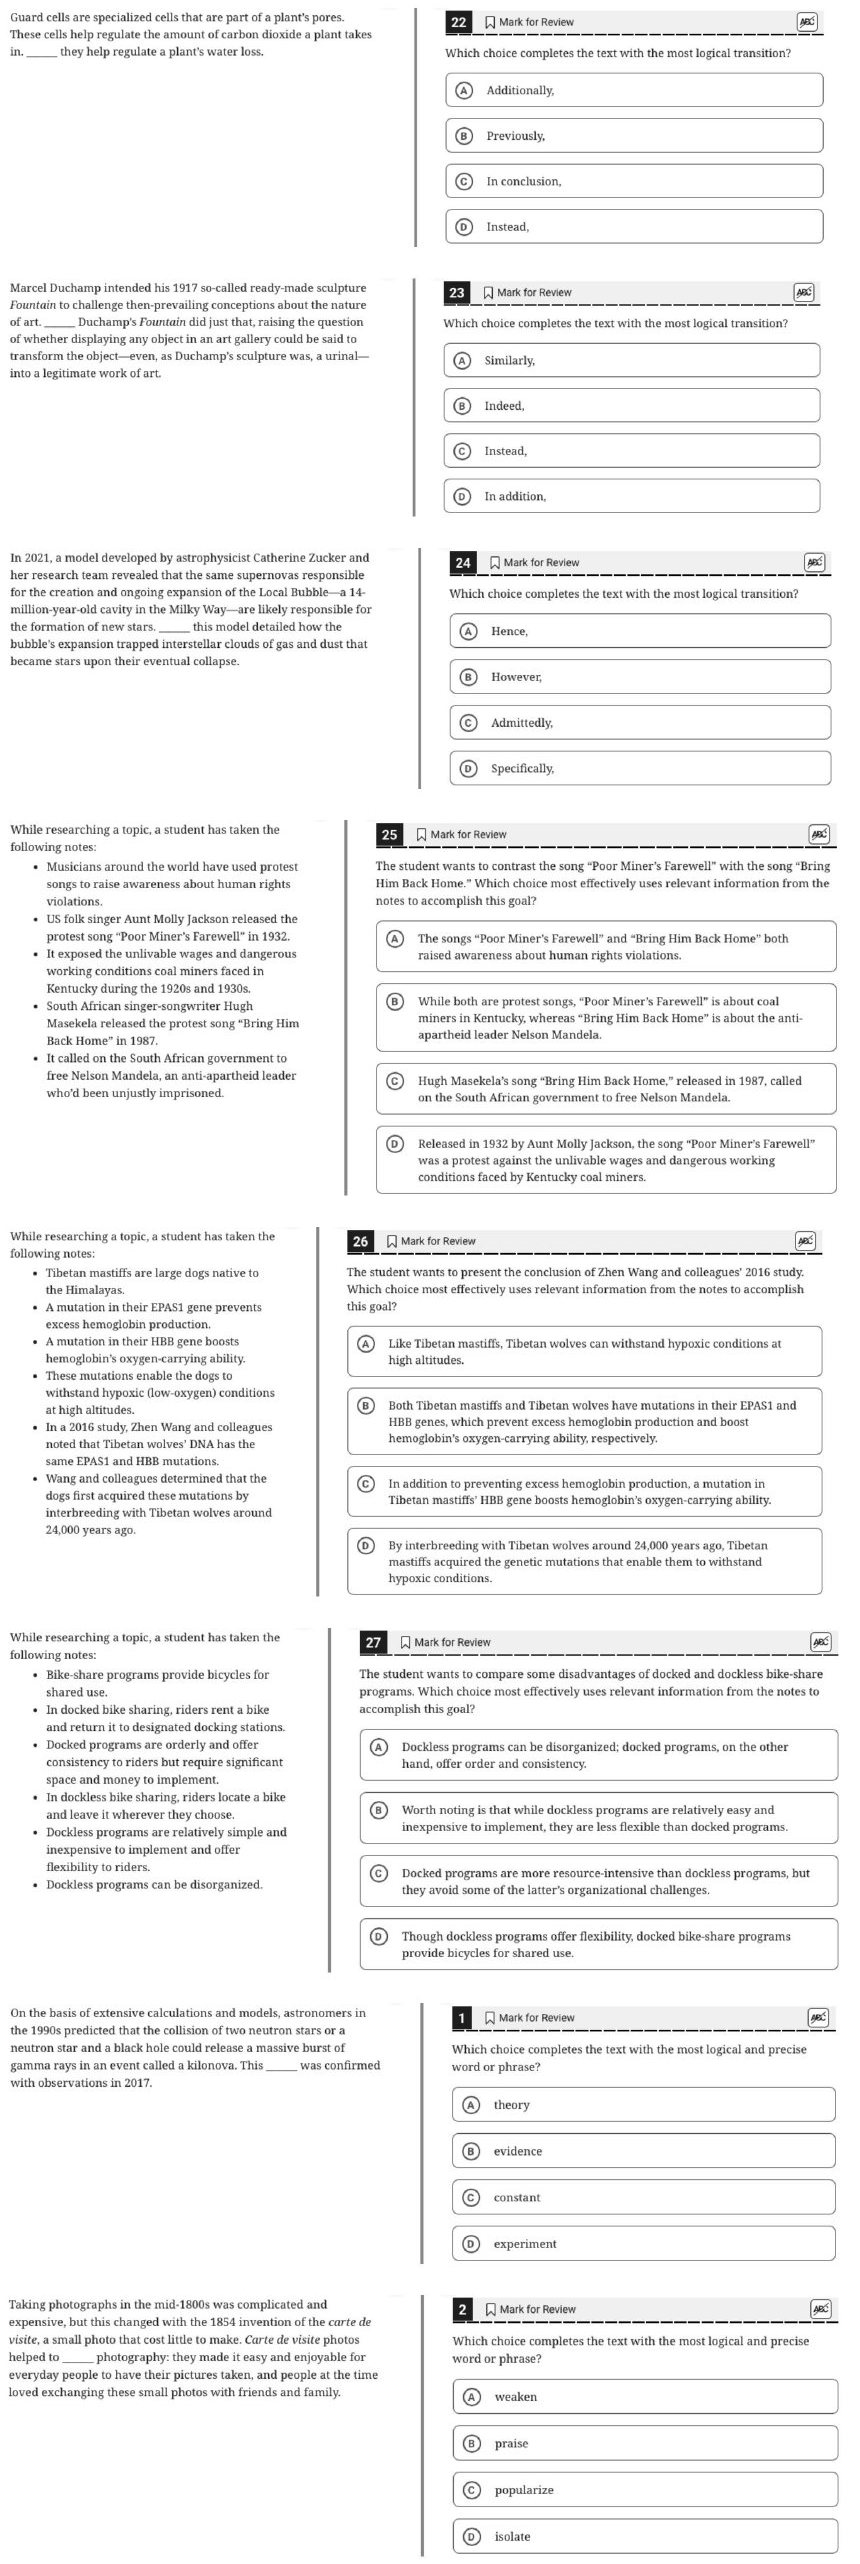 Guard cells are specialized cells that are part of a plant's pores.
These cells help regulate the amount of carbon dioxide a plant takes
in. ______ they help regulate a plant's water loss.
22 Mark for Review ABC
Which choice completes the text with the most logical transition?
A Additionally,
B Previously,
C In conclusion,
D Instead,
Marcel Duchamp intended his 1917 so-called ready-made sculpture
Fountain to challenge then-prevailing conceptions about the nature
of art. ______ Duchamp's Fountain did just that, raising the question
of whether displaying any object in an art gallery could be said to
transform the object—even, as Duchamp's sculpture was, a urinal—
into a legitimate work of art.
23 Mark for Review ABC
Which choice completes the text with the most logical transition?
A Similarly,
B Indeed,
C Instead,
D In addition,
In 2021, a model developed by astrophysicist Catherine Zucker and
her research team revealed that the same supernovas responsible
for the creation and ongoing expansion of the Local Bubble—a 14-
million-year-old cavity in the Milky Way—are likely responsible for
the formation of new stars. ______ this model detailed how the
bubble's expansion trapped interstellar clouds of gas and dust that
became stars upon their eventual collapse.
24 Mark for Review ABC
Which choice completes the text with the most logical transition?
A Hence,
B However,
C Admittedly,
D Specifically,
While researching a topic, a student has taken the
following notes:
• Musicians around the world have used protest
songs to raise awareness about human rights
violations.
• US folk singer Aunt Molly Jackson released the
protest song “Poor Miner's Farewell” in 1932.
• It exposed the unlivable wages and dangerous
working conditions coal miners faced in
Kentucky during the 1920s and 1930s.
• South African singer-songwriter Hugh
Masekela released the protest song “Bring Him
Back Home” in 1987.
• It called on the South African government to
free Nelson Mandela, an anti-apartheid leader
who'd been unjustly imprisoned.
25 Mark for Review ABC
The student wants to contrast the song “Poor Miner's Farewell” with the song “Bring
Him Back Home.” Which choice most effectively uses relevant information from the
notes to accomplish this goal?
A The songs “Poor Miner's Farewell” and “Bring Him Back Home” both
raised awareness about human rights violations.
B While both are protest songs, “Poor Miner's Farewell” is about coal
miners in Kentucky, whereas “Bring Him Back Home” is about the anti-
apartheid leader Nelson Mandela.
C Hugh Masekela's song “Bring Him Back Home,” released in 1987, called
on the South African government to free Nelson Mandela.
D Released in 1932 by Aunt Molly Jackson, the song “Poor Miner's Farewell”
was a protest against the unlivable wages and dangerous working
conditions faced by Kentucky coal miners.
While researching a topic, a student has taken the
following notes:
• Tibetan mastiffs are large dogs native to
the Himalayas.
• A mutation in their EPAS1 gene prevents
excess hemoglobin production.
• A mutation in their HBB gene boosts
hemoglobin's oxygen-carrying ability.
• These mutations enable the dogs to
withstand hypoxic (low-oxygen) conditions
at high altitudes.
• In a 2016 study, Zhen Wang and colleagues
noted that Tibetan wolves' DNA has the
same EPAS1 and HBB mutations.
• Wang and colleagues determined that the
dogs first acquired these mutations by
interbreeding with Tibetan wolves around
24,000 years ago.
26 Mark for Review ABC
The student wants to present the conclusion of Zhen Wang and colleagues' 2016 study.
Which choice most effectively uses relevant information from the notes to accomplish
this goal?
A Like Tibetan mastiffs, Tibetan wolves can withstand hypoxic conditions at
high altitudes.
B Both Tibetan mastiffs and Tibetan wolves have mutations in their EPAS1 and
HBB genes, which prevent excess hemoglobin production and boost
hemoglobin's oxygen-carrying ability, respectively.
C In addition to preventing excess hemoglobin production, a mutation in
Tibetan mastiffs' HBB gene boosts hemoglobin's oxygen-carrying ability.
D By interbreeding with Tibetan wolves around 24,000 years ago, Tibetan
mastiffs acquired the genetic mutations that enable them to withstand
hypoxic conditions.
While researching a topic, a student has taken the
following notes:
• Bike-share programs provide bicycles for
shared use.
• In docked bike sharing, riders rent a bike
and return it to designated docking stations.
• Docked programs are orderly and offer
consistency to riders but require significant
space and money to implement.
• In dockless bike sharing, riders locate a bike
and leave it wherever they choose.
• Dockless programs are relatively simple and
inexpensive to implement and offer
flexibility to riders.
• Dockless programs can be disorganized.
27 Mark for Review ABC
The student wants to compare some disadvantages of docked and dockless bike-share
programs. Which choice most effectively uses relevant information from the notes to
accomplish this goal?
A Dockless programs can be disorganized; docked programs, on the other
hand, offer order and consistency.
B Worth noting is that while dockless programs are relatively easy and
inexpensive to implement, they are less flexible than docked programs.
C Docked programs are more resource-intensive than dockless programs, but
they avoid some of the latter's organizational challenges.
D Though dockless programs offer flexibility, docked bike-share programs
provide bicycles for shared use.
On the basis of extensive calculations and models, astronomers in
the 1990s predicted that the collision of two neutron stars or a
neutron star and a black hole could release a massive burst of
gamma rays in an event called a kilonova. This ______ was confirmed
with observations in 2017.
1 Mark for Review ABC
Which choice completes the text with the most logical and precise
word or phrase?
A theory
B evidence
C constant
D experiment
Taking photographs in the mid-1800s was complicated and
expensive, but this changed with the 1854 invention of the carte de
visite, a small photo that cost little to make. Carte de visite photos
helped to ______ photography: they made it easy and enjoyable for
everyday people to have their pictures taken, and people at the time
loved exchanging these small photos with friends and family.
2 Mark for Review ABC
Which choice completes the text with the most logical and precise
word or phrase?
A weaken
B praise
C popularize
D isolate